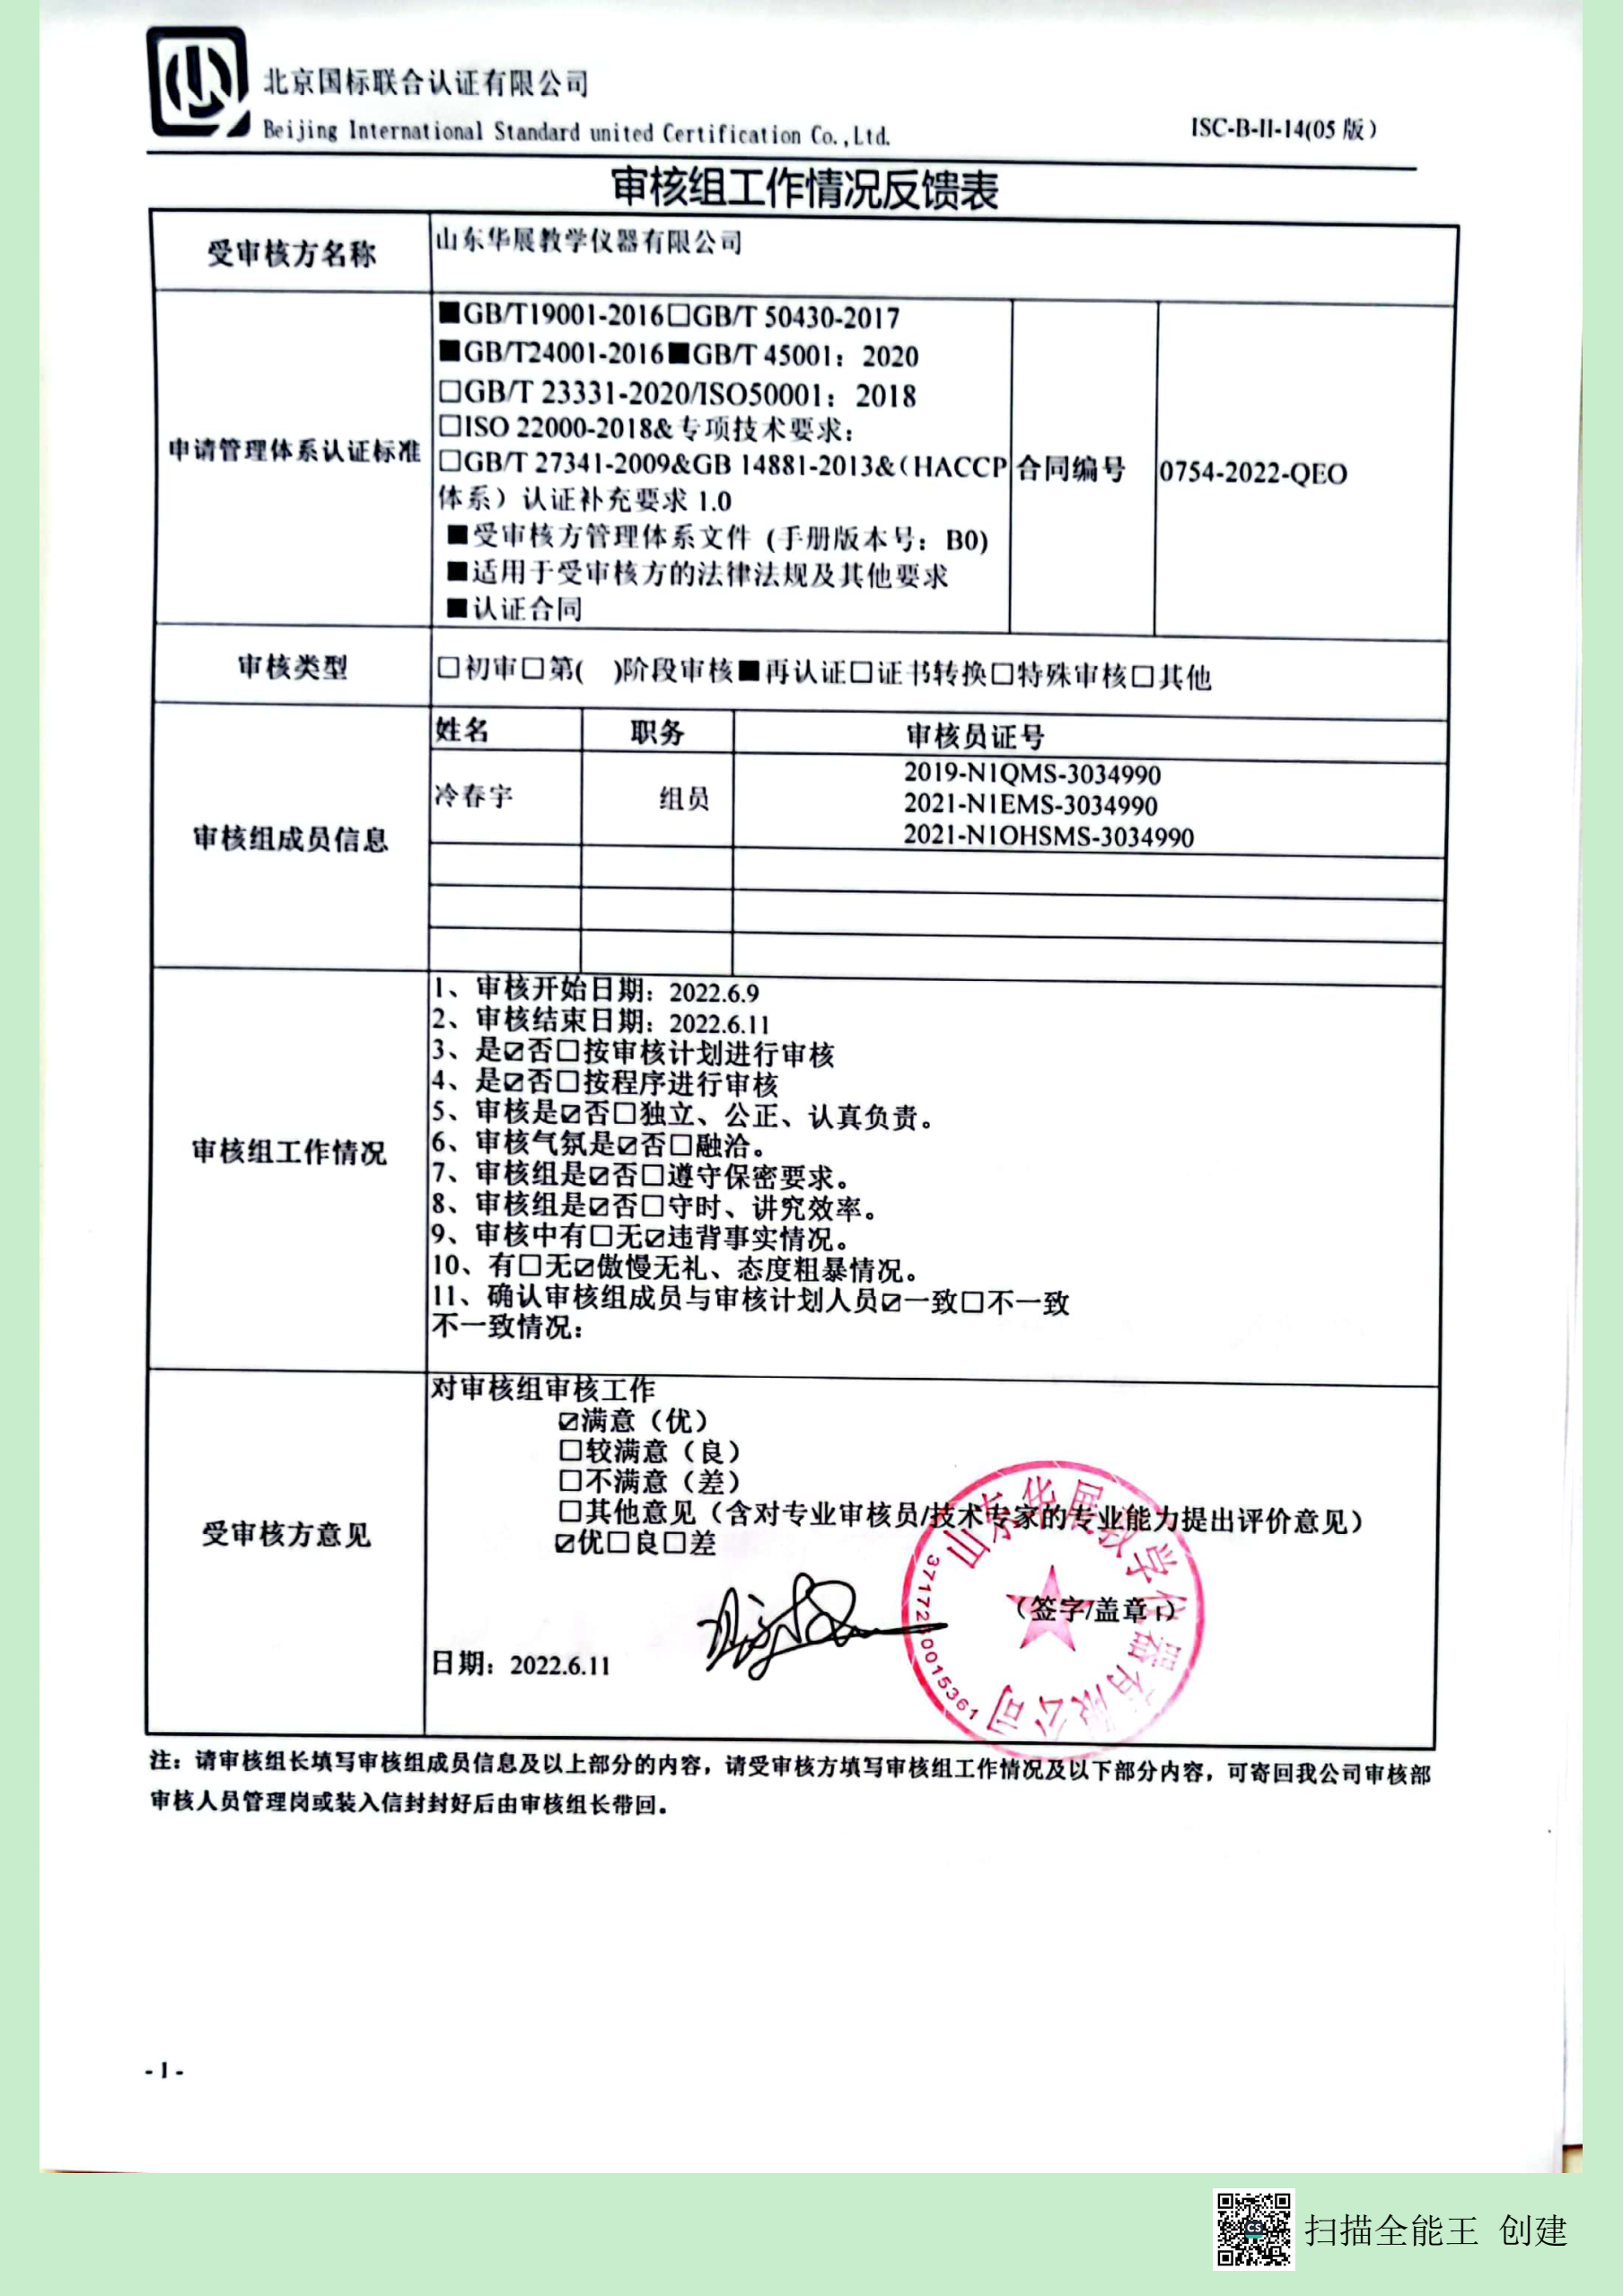 北京国标联合认证有限公司
Beijing International Standard united Certification Co.,Ltd.
ISC-B-II-14(05 版)
审核组工作情况反馈表
受审核方名称
山东华展教学仪器有限公司
申请管理体系认证标准
■GB/T19001-2016□GB/T 50430-2017
■GB/T24001-2016■GB/T 45001：2020
□GB/T 23331-2020/ISO50001：2018
□ISO 22000-2018&专项技术要求：
□GB/T 27341-2009&GB 14881-2013&（HACCP
体系）认证补充要求 1.0
■受审核方管理体系文件（手册版本号：B0）
■适用于受审核方的法律法规及其他要求
■认证合同
合同编号
0754-2022-QEO
审核类型
□初审□第(　)阶段审核■再认证□证书转换□特殊审核□其他
审核组成员信息
姓名 职务 审核员证号
冷春宇 组员
2019-N1QMS-3034990
2021-N1EMS-3034990
2021-N1OHSMS-3034990
审核组工作情况
1、审核开始日期：2022.6.9
2、审核结束日期：2022.6.11
3、是☑否□按审核计划进行审核
4、是☑否□按程序进行审核
5、审核是☑否□独立、公正、认真负责。
6、审核气氛是☑否□融洽。
7、审核组是☑否□遵守保密要求。
8、审核组是☑否□守时、讲究效率。
9、审核中有□无☑违背事实情况。
10、有□无☑傲慢无礼、态度粗暴情况。
11、确认审核组成员与审核计划人员☑一致□不一致
不一致情况：
受审核方意见
对审核组审核工作
☑满意（优）
□较满意（良）
□不满意（差）
□其他意见（含对专业审核员/技术专家的专业能力提出评价意见）
☑优□良□差
（签字/盖章）
日期：2022.6.11
山东华展教学仪器有限公司
3717280015361
注：请审核组长填写审核组成员信息及以上部分的内容，请受审核方填写审核组工作情况及以下部分内容，可寄回我公司审核部
审核人员管理岗或装入信封封好后由审核组长带回。
- 1 -
CS
扫描全能王 创建